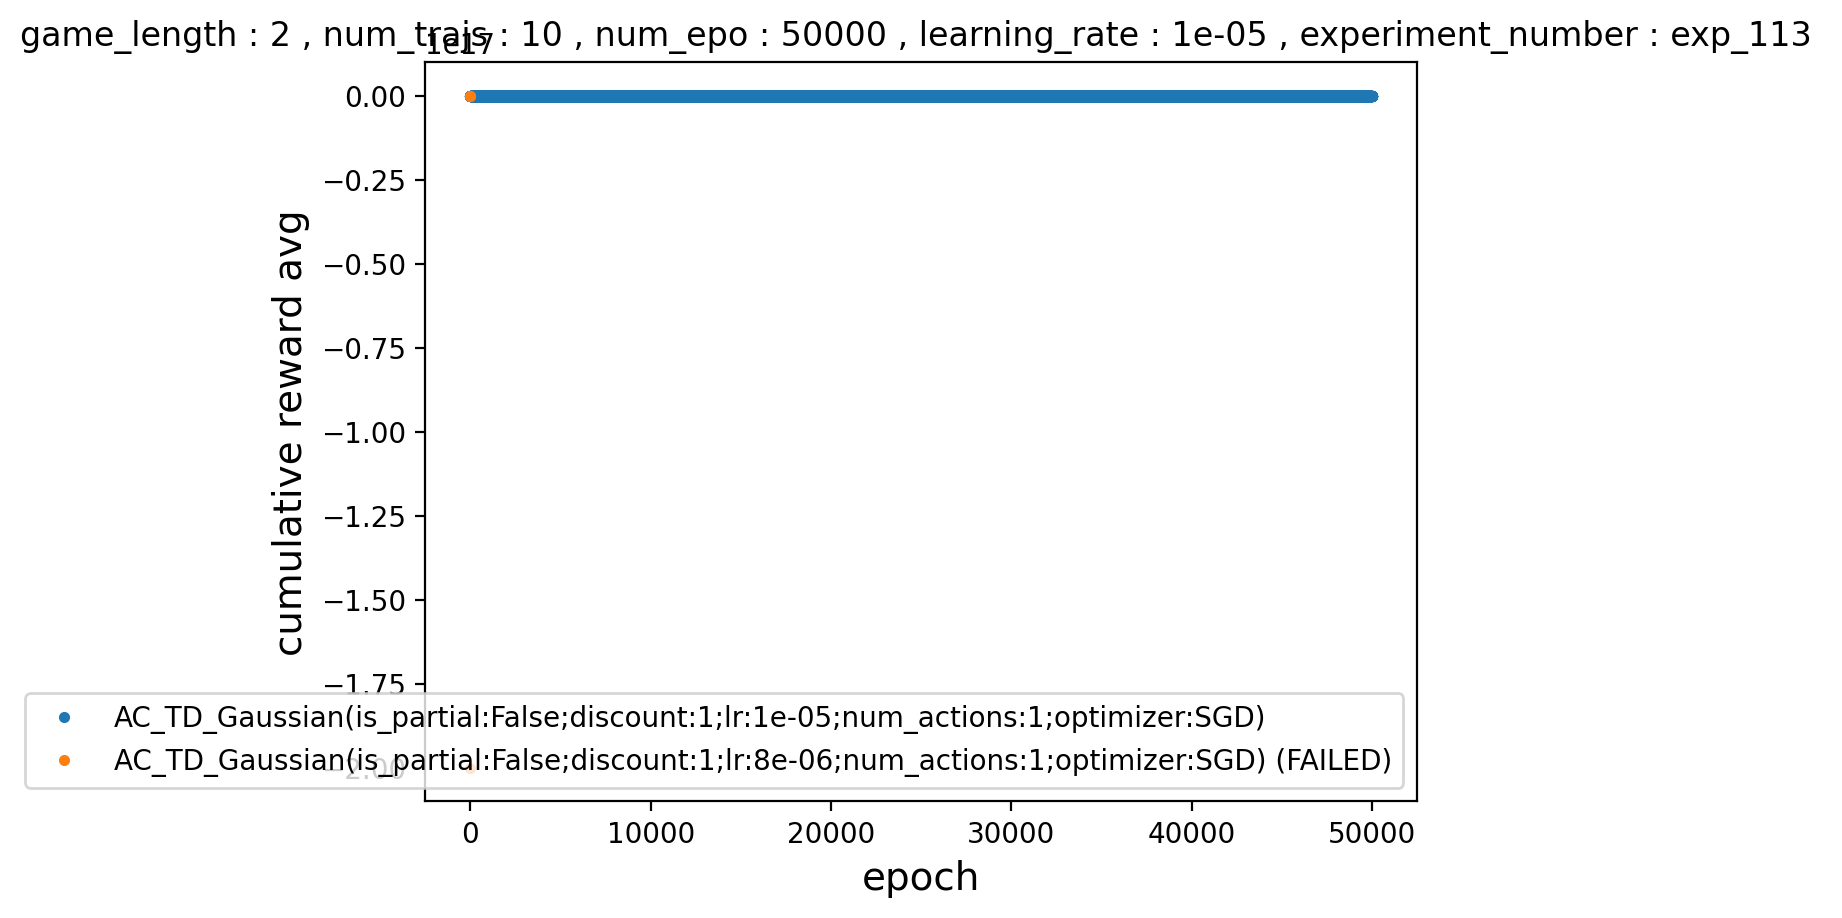 game_length : 2 , num_trajs : 10 , num_epo : 50000 , learning_rate : 1e-05 , experiment_number : exp_113
1e17
0.00
−0.25
−0.50
−0.75
−1.00
−1.25
−1.50
−1.75
−2.00
cumulative reward avg
AC_TD_Gaussian(is_partial:False;discount:1;lr:1e-05;num_actions:1;optimizer:SGD)
AC_TD_Gaussian(is_partial:False;discount:1;lr:8e-06;num_actions:1;optimizer:SGD) (FAILED)
0 10000 20000 30000 40000 50000
epoch